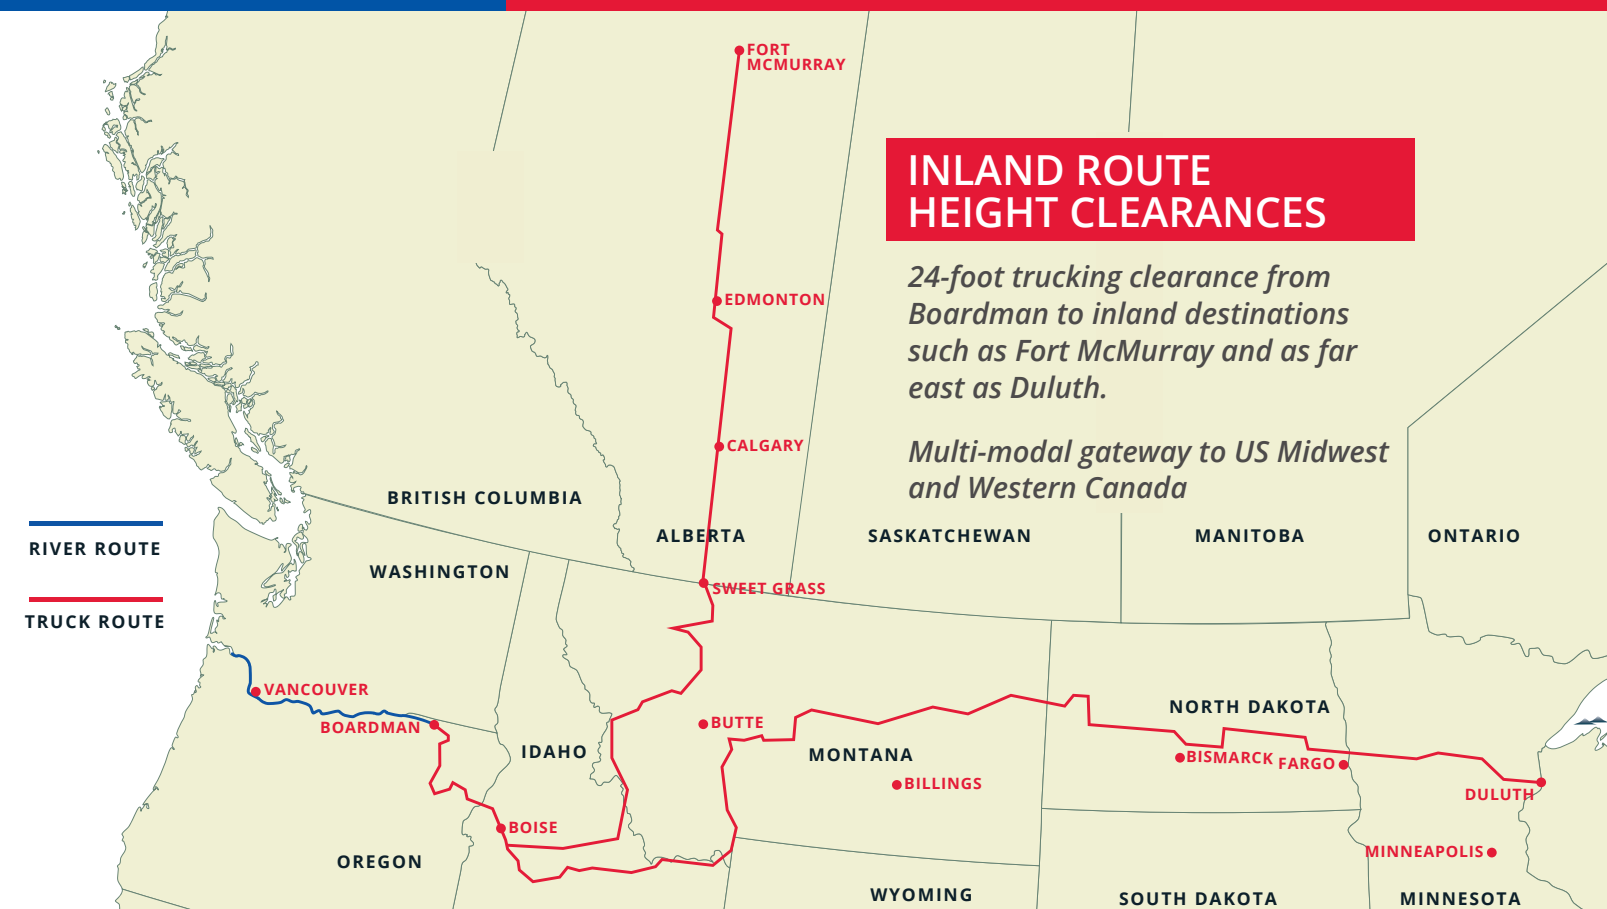 FORT
MCMURRAY
INLAND ROUTE
HEIGHT CLEARANCES
24-foot trucking clearance from
Boardman to inland destinations
such as Fort McMurray and as far
east as Duluth.
Multi-modal gateway to US Midwest
and Western Canada
EDMONTON
CALGARY
BRITISH COLUMBIA
ALBERTA
SASKATCHEWAN
MANITOBA
ONTARIO
RIVER ROUTE
TRUCK ROUTE
WASHINGTON
SWEET GRASS
VANCOUVER
BOARDMAN
IDAHO
BUTTE
MONTANA
BILLINGS
NORTH DAKOTA
BISMARCK
FARGO
DULUTH
BOISE
OREGON
MINNEAPOLIS
WYOMING
SOUTH DAKOTA
MINNESOTA